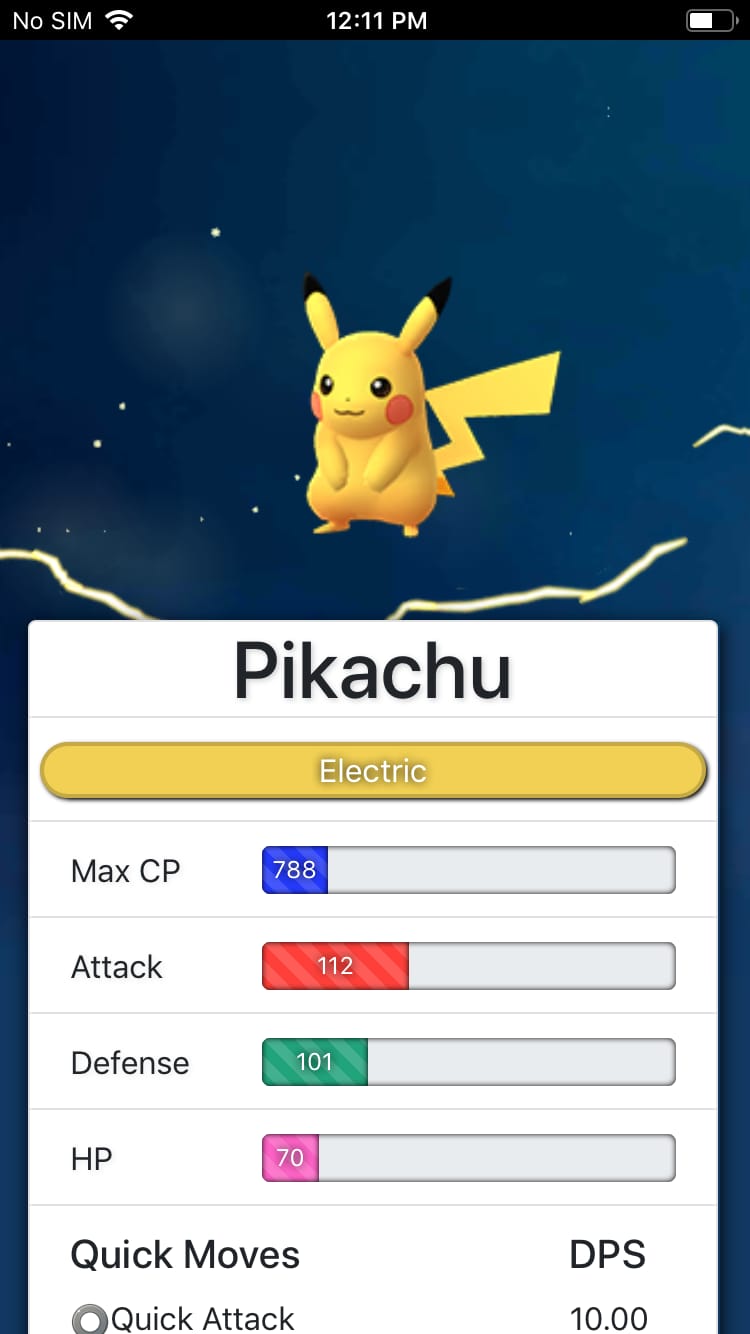 No SIM 12:11 PM
Pikachu
Electric
Max CP 788
Attack 112
Defense 101
HP 70
Quick Moves DPS
Quick Attack 10.00